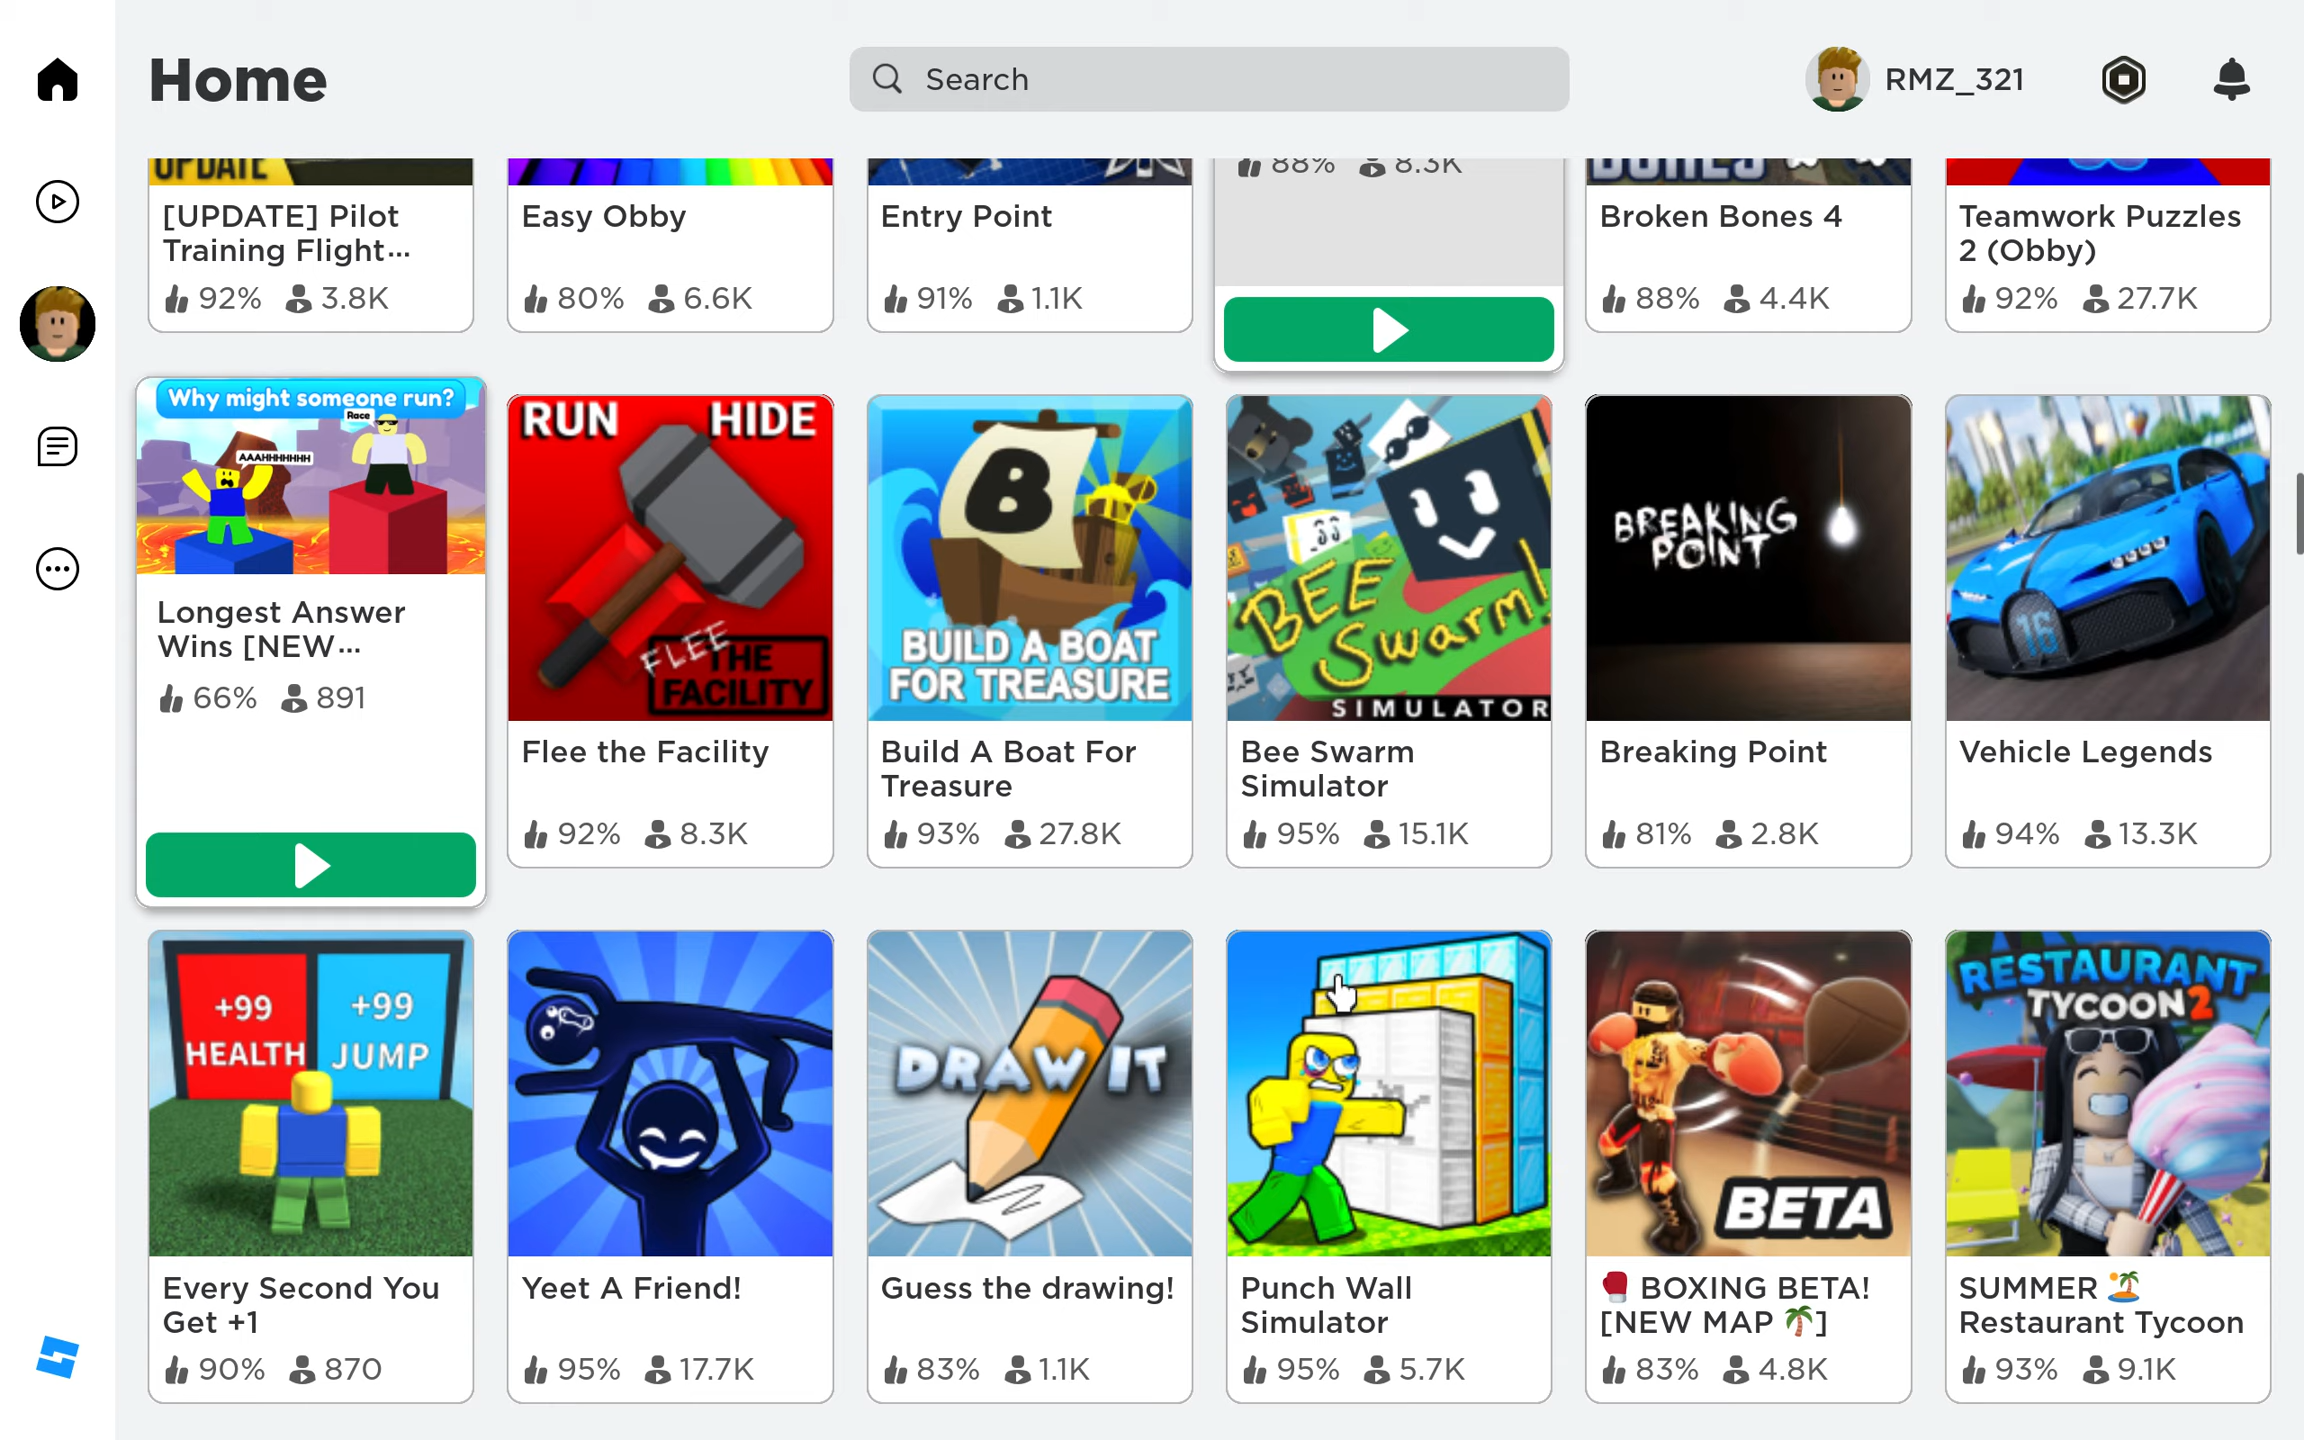 Home
Search
RMZ_321
UPDATE
88% 8.3K
BONES
[UPDATE] Pilot
Training Flight...
92% 3.8K
Easy Obby
80% 6.6K
Entry Point
91% 1.1K
Broken Bones 4
88% 4.4K
Teamwork Puzzles
2 (Obby)
92% 27.7K
Why might someone run?
Race
AAAHHHHHHH
Longest Answer
Wins [NEW...
66% 891
RUN HIDE
FLEE
THE
FACILITY
Flee the Facility
92% 8.3K
B
BUILD A BOAT
FOR TREASURE
Build A Boat For
Treasure
93% 27.8K
BEE
Swarm!
SIMULATOR
Bee Swarm
Simulator
95% 15.1K
BREAKING
POINT
Breaking Point
81% 2.8K
16
Vehicle Legends
94% 13.3K
+99
HEALTH
+99
JUMP
Every Second You
Get +1
90% 870
Yeet A Friend!
95% 17.7K
DRAW IT
Guess the drawing!
83% 1.1K
Punch Wall
Simulator
95% 5.7K
BETA
🥊 BOXING BETA!
[NEW MAP 🌴]
83% 4.8K
RESTAURANT
TYCOON 2
SUMMER 🏝️
Restaurant Tycoon
93% 9.1K